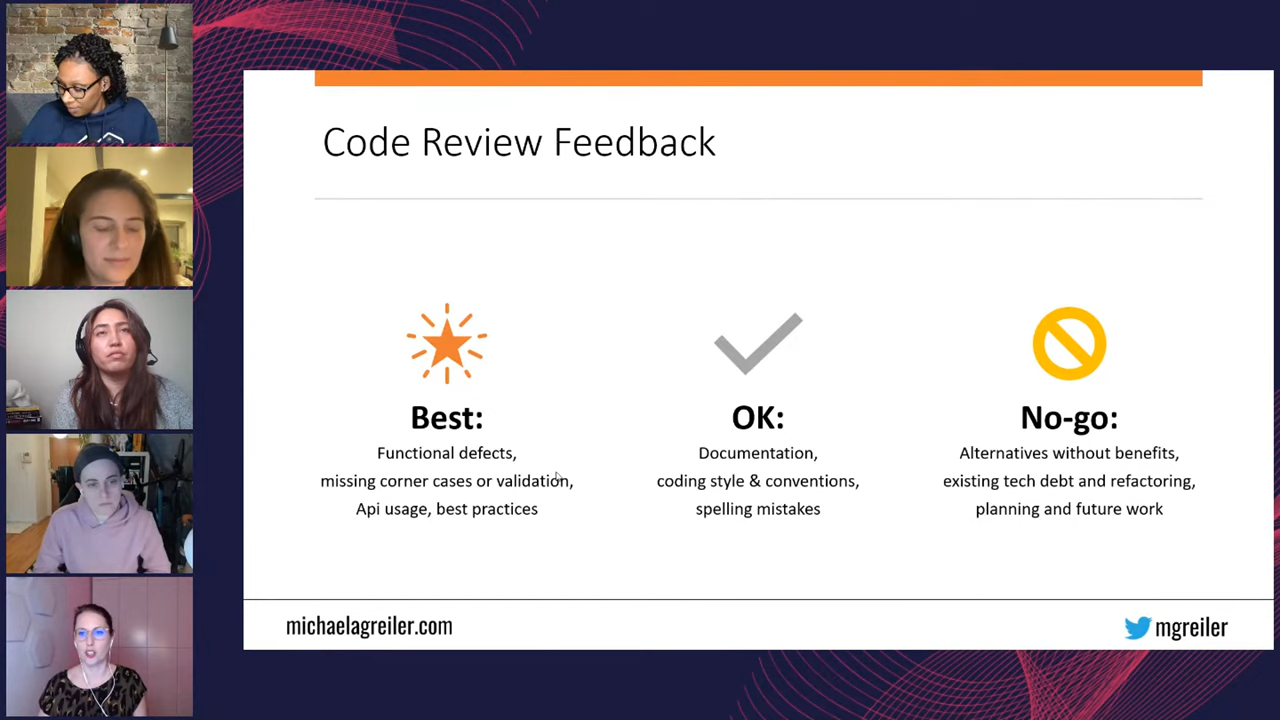 Code Review Feedback
Best:
Functional defects,
missing corner cases or validation,
Api usage, best practices
OK:
Documentation,
coding style & conventions,
spelling mistakes
No-go:
Alternatives without benefits,
existing tech debt and refactoring,
planning and future work
michaelagreiler.com
mgreiler